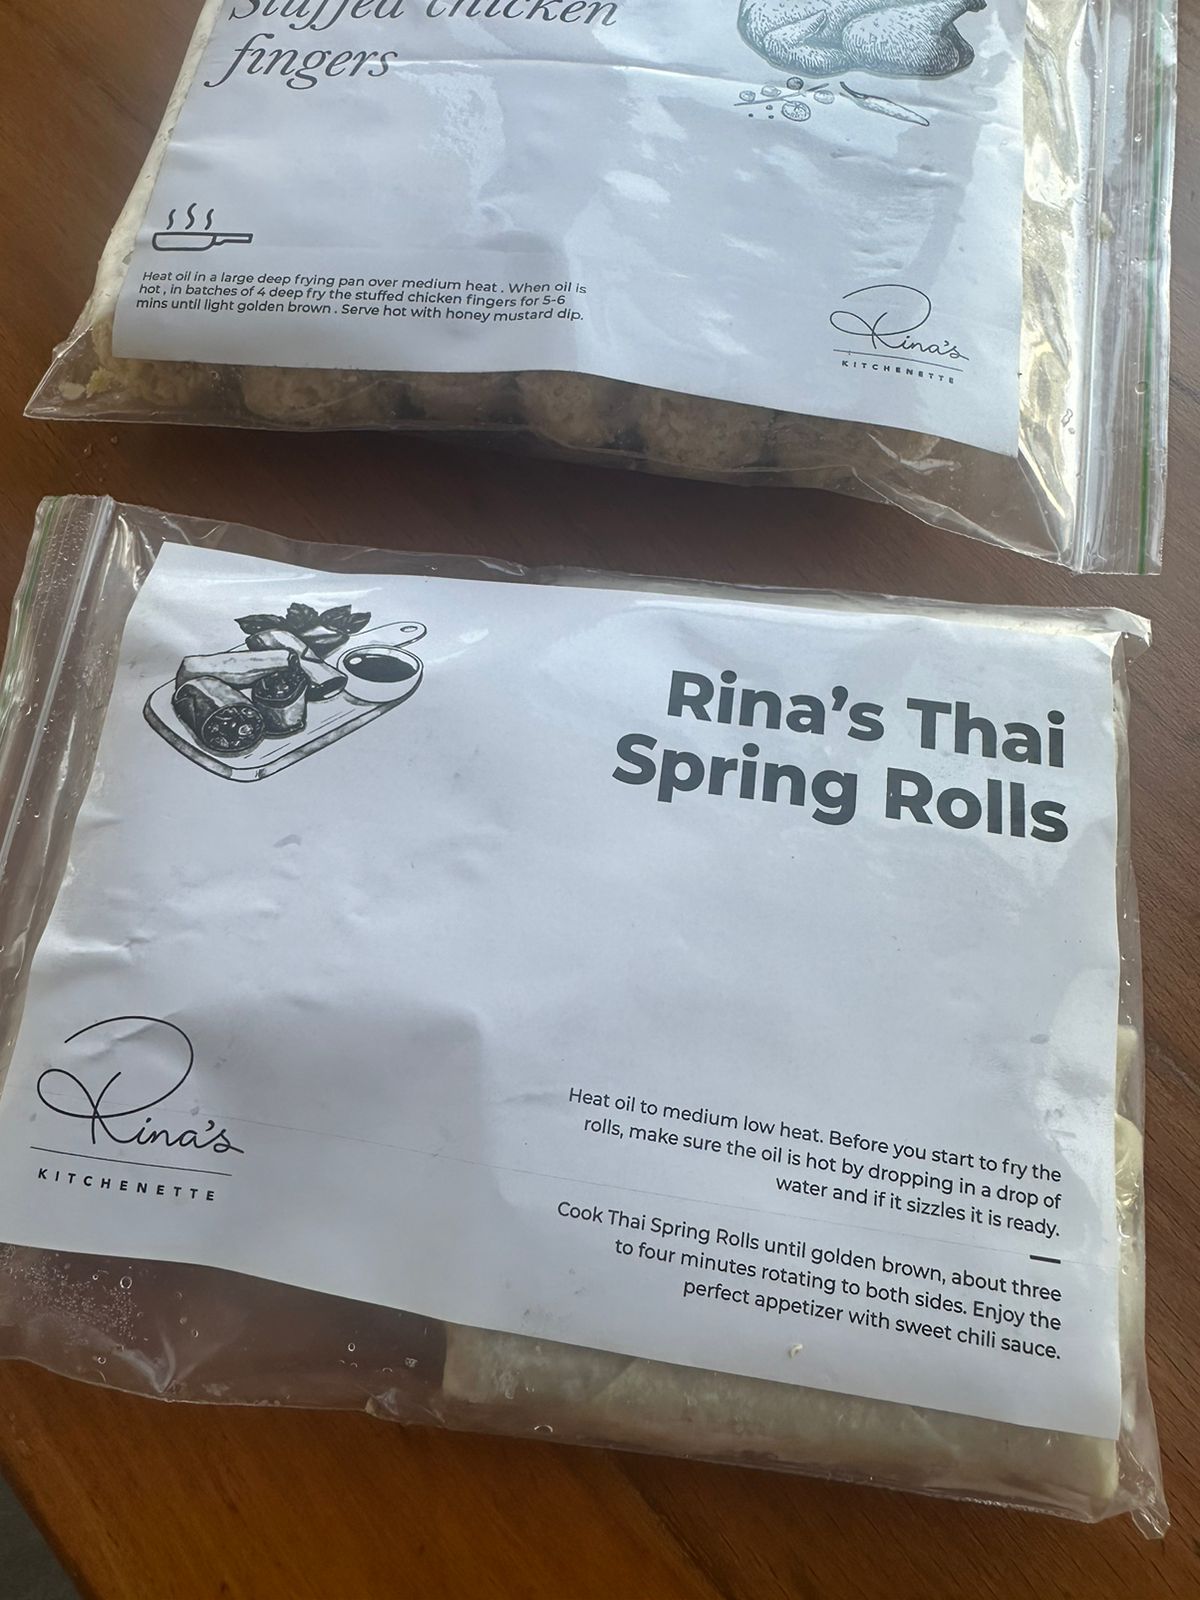 Stuffed chicken
fingers
Heat oil in a large deep frying pan over medium heat . When oil is
hot , in batches of 4 deep fry the stuffed chicken fingers for 5-6
mins until light golden brown . Serve hot with honey mustard dip.
Rina's
KITCHENETTE
Rina's Thai
Spring Rolls
Rina's
KITCHENETTE
Heat oil to medium low heat. Before you start to fry the
rolls, make sure the oil is hot by dropping in a drop of
water and if it sizzles it is ready.
Cook Thai Spring Rolls until golden brown, about three
to four minutes rotating to both sides. Enjoy the
perfect appetizer with sweet chili sauce.